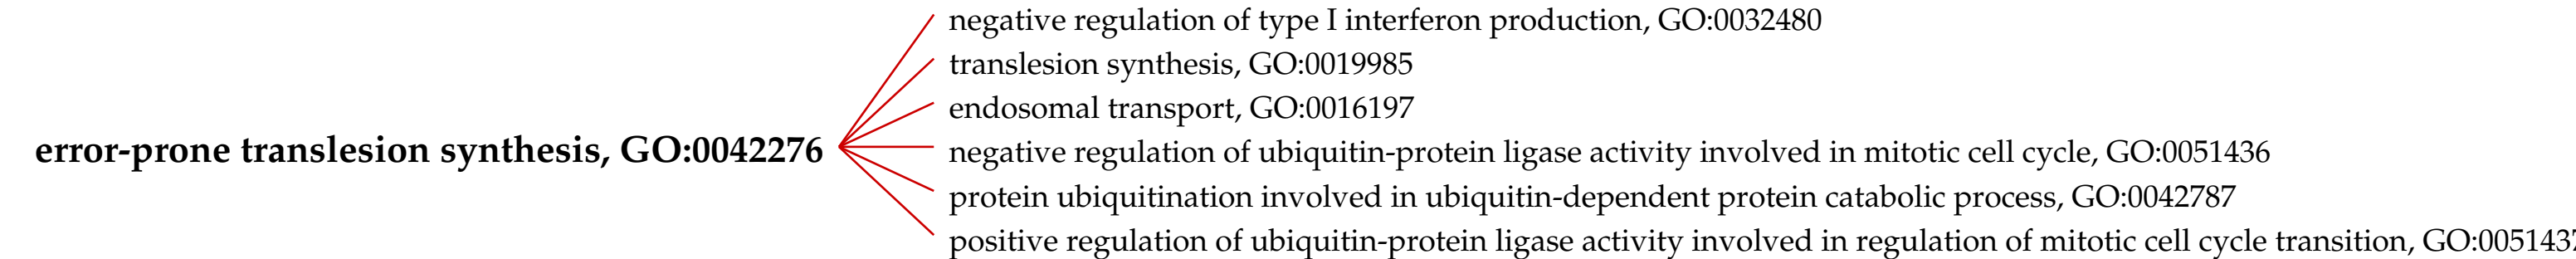 negative regulation of type I interferon production, GO:0032480
translesion synthesis, GO:0019985
endosomal transport, GO:0016197
error-prone translesion synthesis, GO:0042276
negative regulation of ubiquitin-protein ligase activity involved in mitotic cell cycle, GO:0051436
protein ubiquitination involved in ubiquitin-dependent protein catabolic process, GO:0042787
positive regulation of ubiquitin-protein ligase activity involved in regulation of mitotic cell cycle transition, GO:0051437